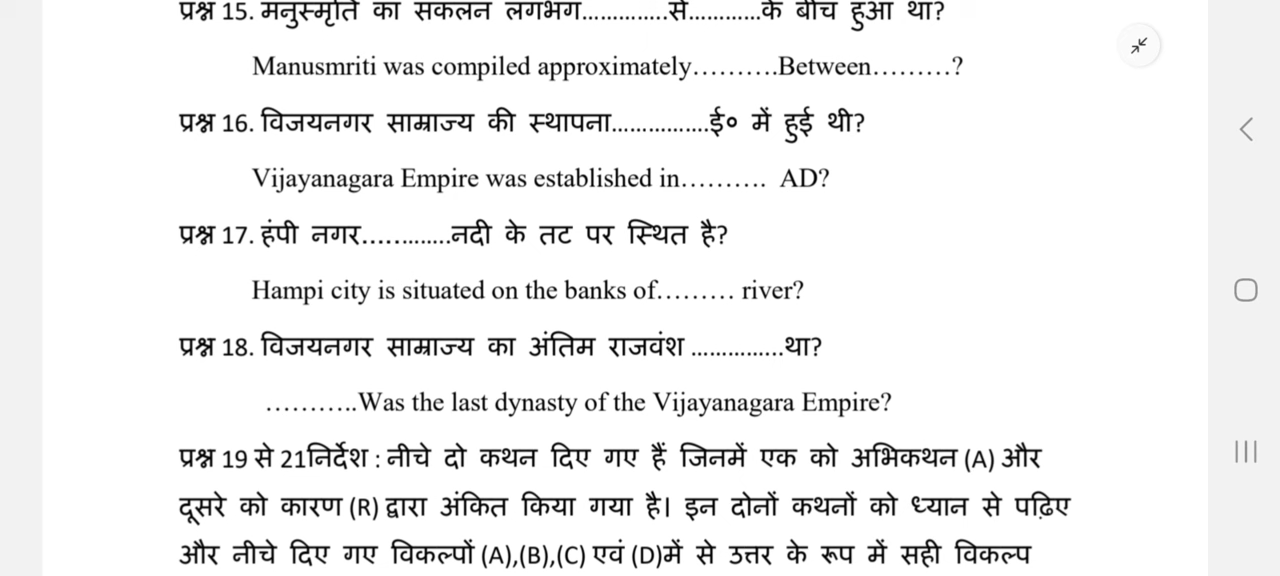 प्रश्न 15. मनुस्मृति का संकलन लगभग..............से............के बीच हुआ था?
Manusmriti was compiled approximately..........Between.........?
प्रश्न 16. विजयनगर साम्राज्य की स्थापना................ई० में हुई थी?
Vijayanagara Empire was established in.......... AD?
प्रश्न 17. हंपी नगर.............नदी के तट पर स्थित है?
Hampi city is situated on the banks of......... river?
प्रश्न 18. विजयनगर साम्राज्य का अंतिम राजवंश ...............था?
...........Was the last dynasty of the Vijayanagara Empire?
प्रश्न 19 से 21निर्देश : नीचे दो कथन दिए गए हैं जिनमें एक को अभिकथन (A) और
दूसरे को कारण (R) द्वारा अंकित किया गया है। इन दोनों कथनों को ध्यान से पढ़िए
और नीचे दिए गए विकल्पों (A),(B),(C) एवं (D)में से उत्तर के रूप में सही विकल्प